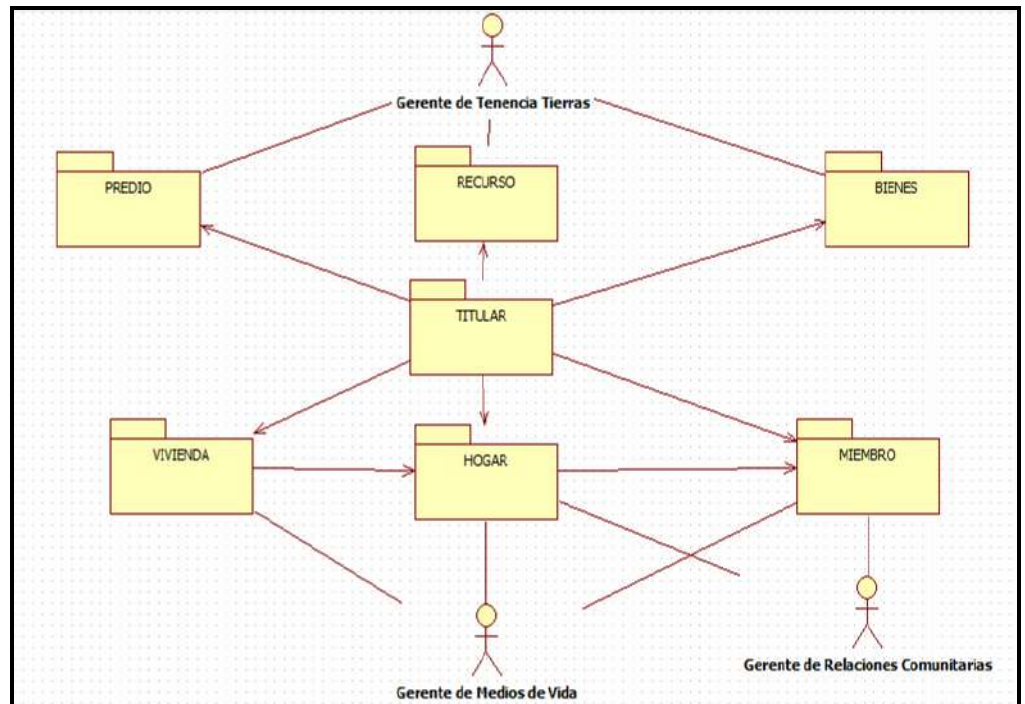 Gerente de Tenencia Tierras
PREDIO
RECURSO
BIENES
TITULAR
VIVIENDA
HOGAR
MIEMBRO
Gerente de Relaciones Comunitarias
Gerente de Medios de Vida